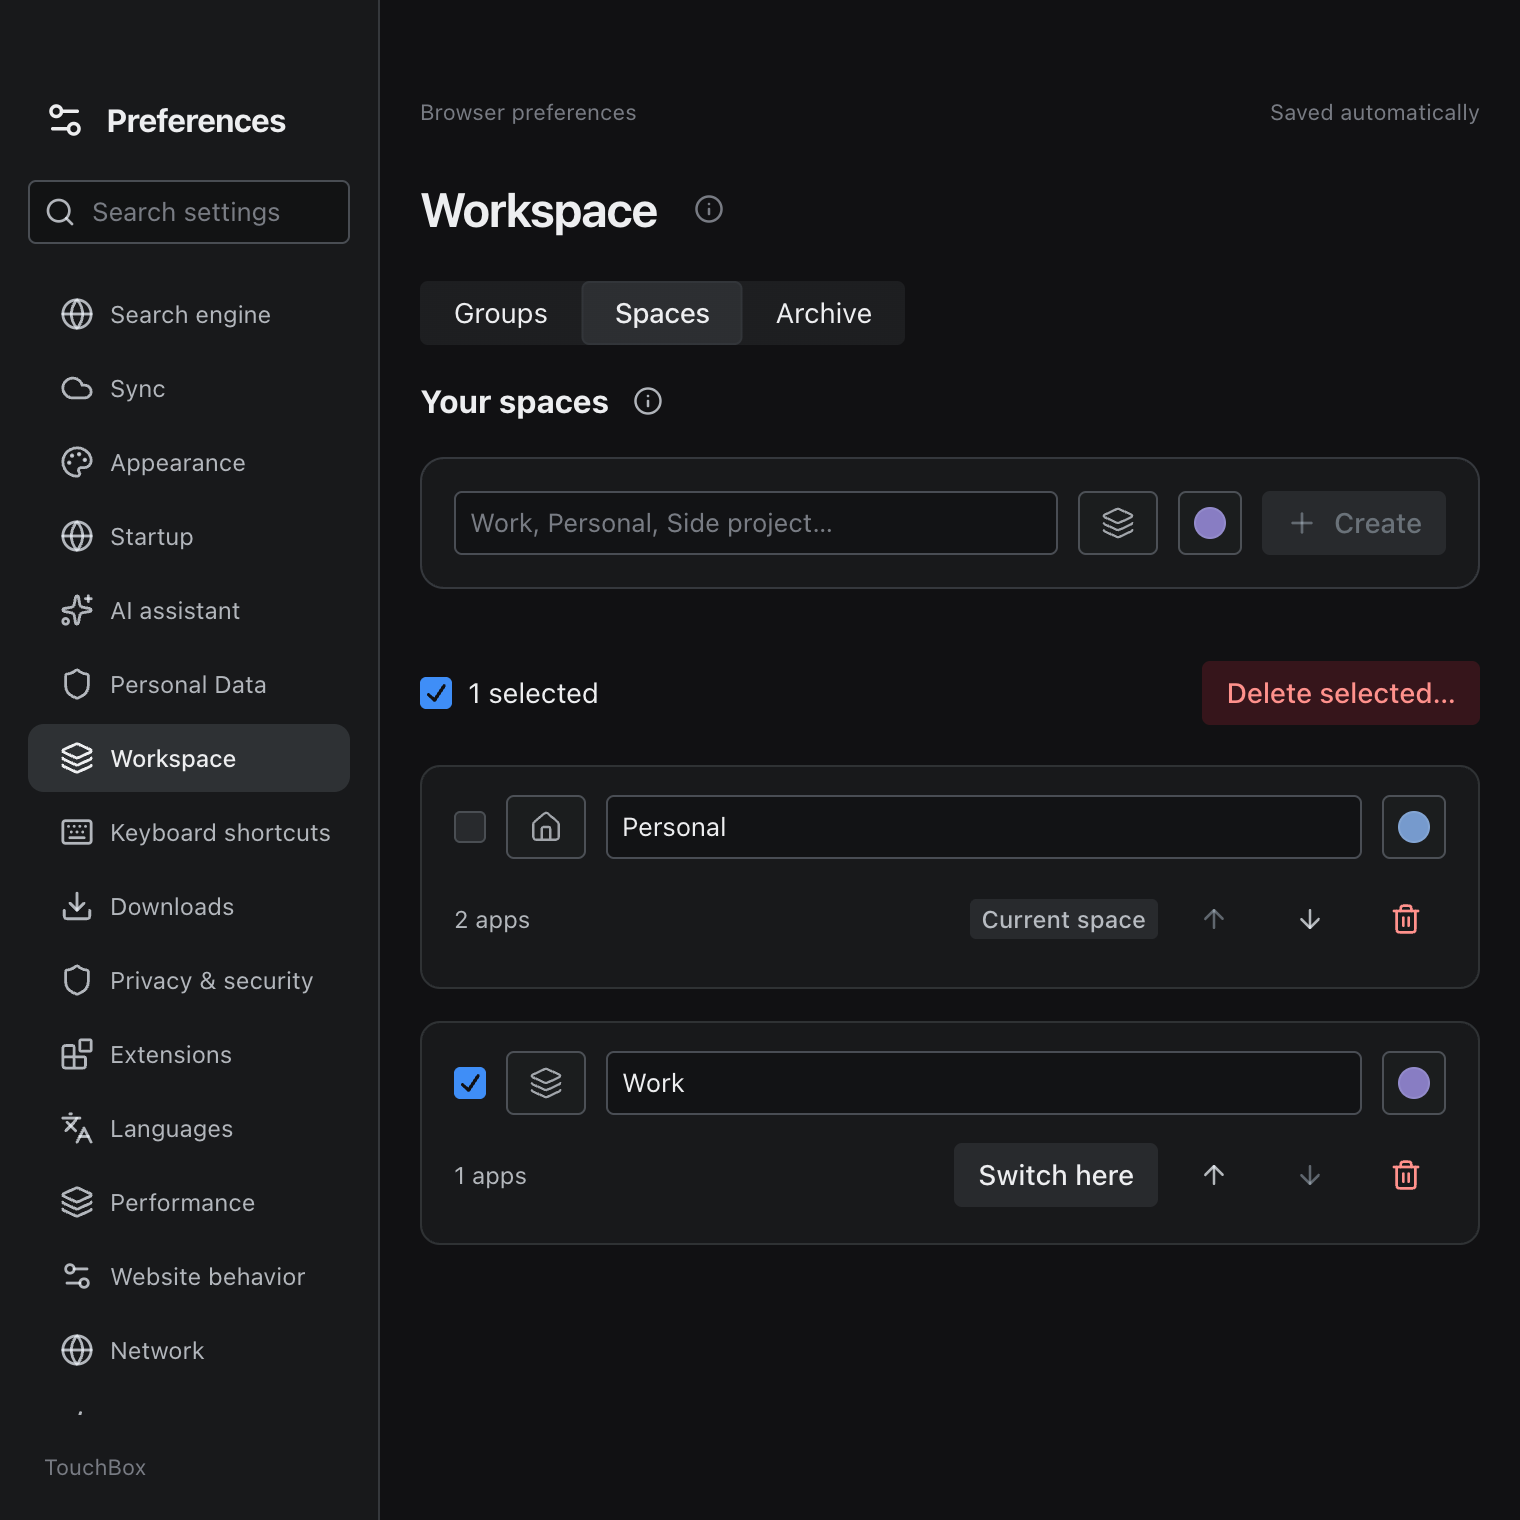 Preferences
Search settings
Search engine
Sync
Appearance
Startup
AI assistant
Personal Data
Workspace
Keyboard shortcuts
Downloads
Privacy & security
Extensions
Languages
Performance
Website behavior
Network
TouchBox
Browser preferences
Saved automatically
Workspace
Groups
Spaces
Archive
Your spaces
Work, Personal, Side project...
Create
1 selected
Delete selected...
Personal
2 apps
Current space
Work
1 apps
Switch here